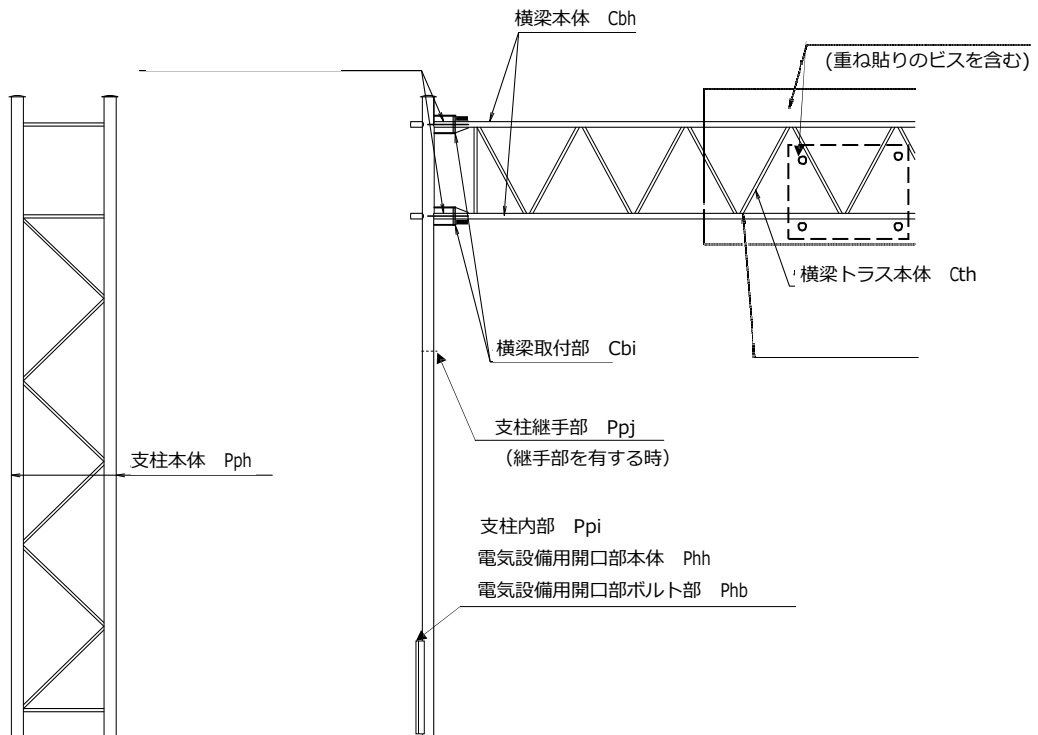 横梁本体 Cbh
(重ね貼りのビスを含む)
横梁トラス本体 Cth
横梁取付部 Cbi
支柱継手部 Ppj
（継手部を有する時）
支柱本体 Pph
支柱内部 Ppi
電気設備用開口部本体 Phh
電気設備用開口部ボルト部 Phb